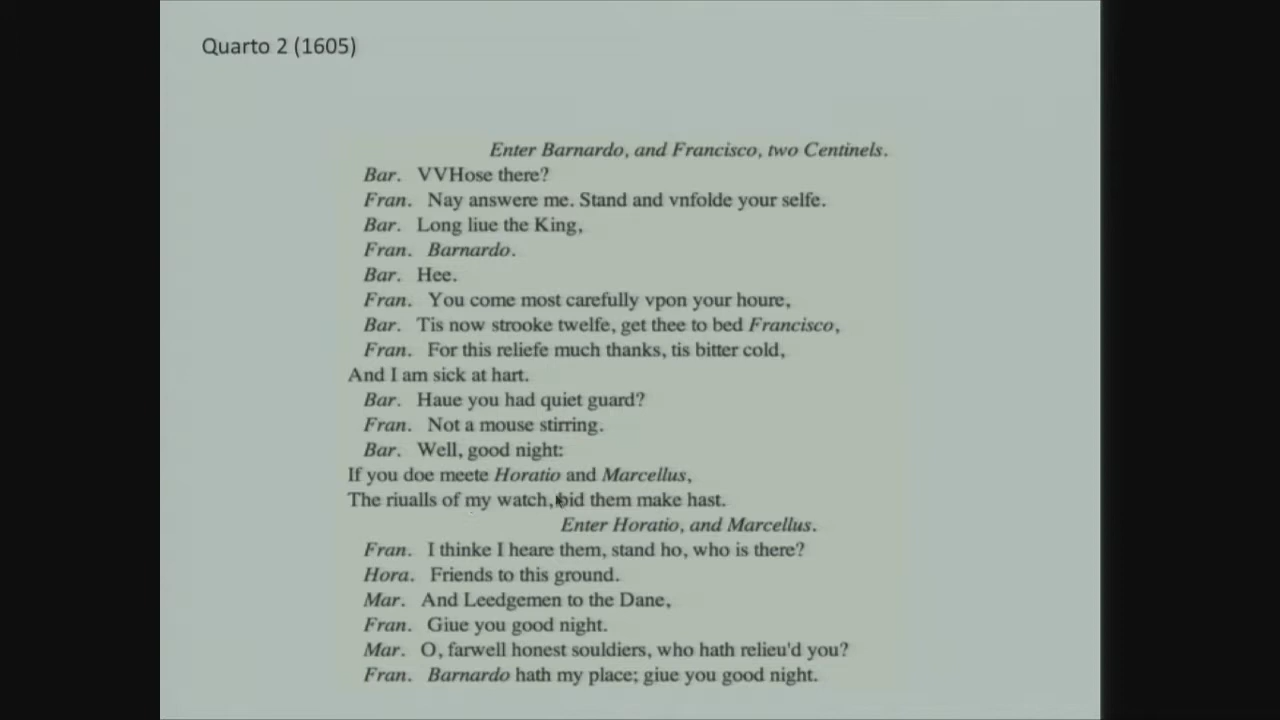 Quarto 2 (1605)
Enter Barnardo, and Francisco, two Centinels.
Bar. VVHose there?
Fran. Nay answere me. Stand and vnfolde your selfe.
Bar. Long liue the King,
Fran. Barnardo.
Bar. Hee.
Fran. You come most carefully vpon your houre,
Bar. Tis now strooke twelfe, get thee to bed Francisco,
Fran. For this reliefe much thanks, tis bitter cold,
And I am sick at hart.
Bar. Haue you had quiet guard?
Fran. Not a mouse stirring.
Bar. Well, good night:
If you doe meete Horatio and Marcellus,
The riualls of my watch, bid them make hast.
Enter Horatio, and Marcellus.
Fran. I thinke I heare them, stand ho, who is there?
Hora. Friends to this ground.
Mar. And Leedgemen to the Dane,
Fran. Giue you good night.
Mar. O, farwell honest souldiers, who hath relieu'd you?
Fran. Barnardo hath my place; giue you good night.